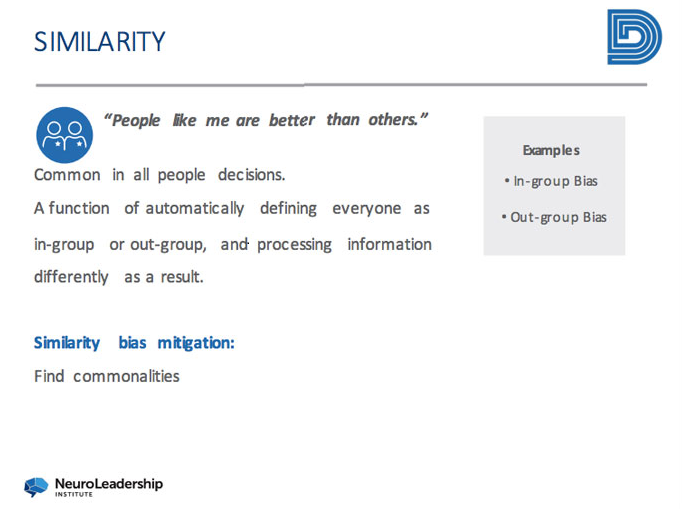 SIMILARITY
“People like me are better than others.”
Common in all people decisions.
A function of automatically defining everyone as
in-group or out-group, and processing information
differently as a result.
Similarity bias mitigation:
Find commonalities
Examples
• In-group Bias
• Out-group Bias
NeuroLeadership
INSTITUTE